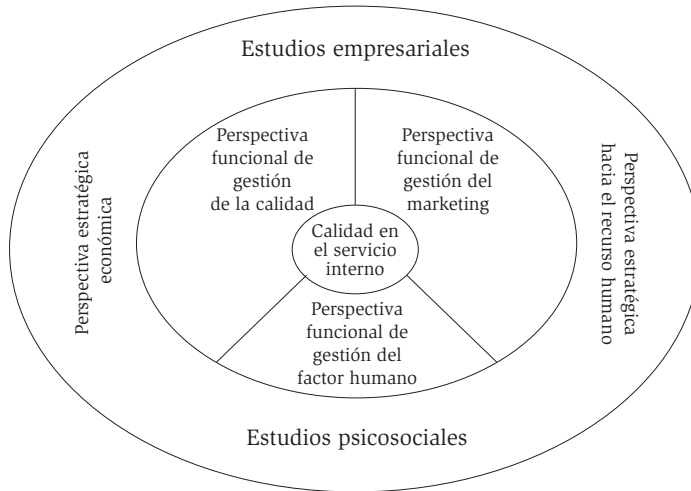 Estudios empresariales
Perspectiva
funcional de
gestión
de la calidad
Perspectiva
funcional de
gestión del
marketing
Perspectiva estratégica
económica
Perspectiva estratégica
hacia el recurso humano
Calidad en
el servicio
interno
Perspectiva
funcional de
gestión del
factor humano
Estudios psicosociales